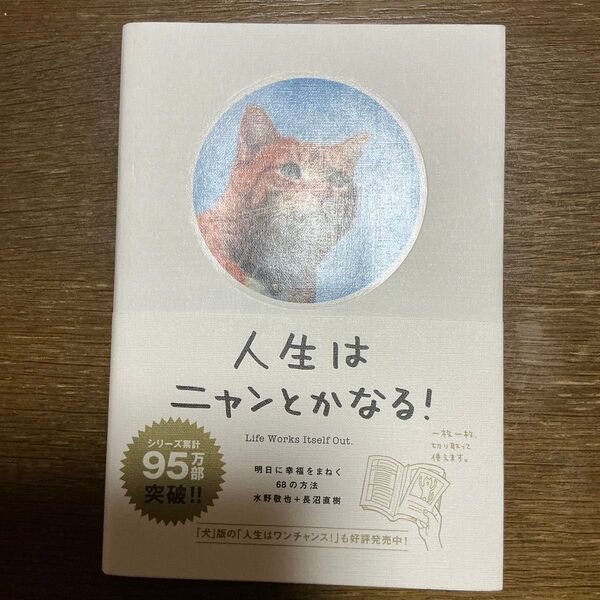 人生は
ニャンとかなる!
Life Works Itself Out.
明日に幸福をまねく
68の方法
水野敬也+長沼直樹
シリーズ累計
95万部
突破!!
一枚一枚、
切り取って
使えます。
「犬」版の「人生はワンチャンス!」も好評発売中!